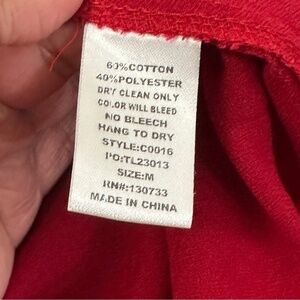 60%COTTON
40%POLYESTER
DRY CLEAN ONLY
COLOR WILL BLEED
NO BLEECH
HANG TO DRY
STYLE:C0016
PO:TL23013
SIZE:M
RN#:130733
MADE IN CHINA